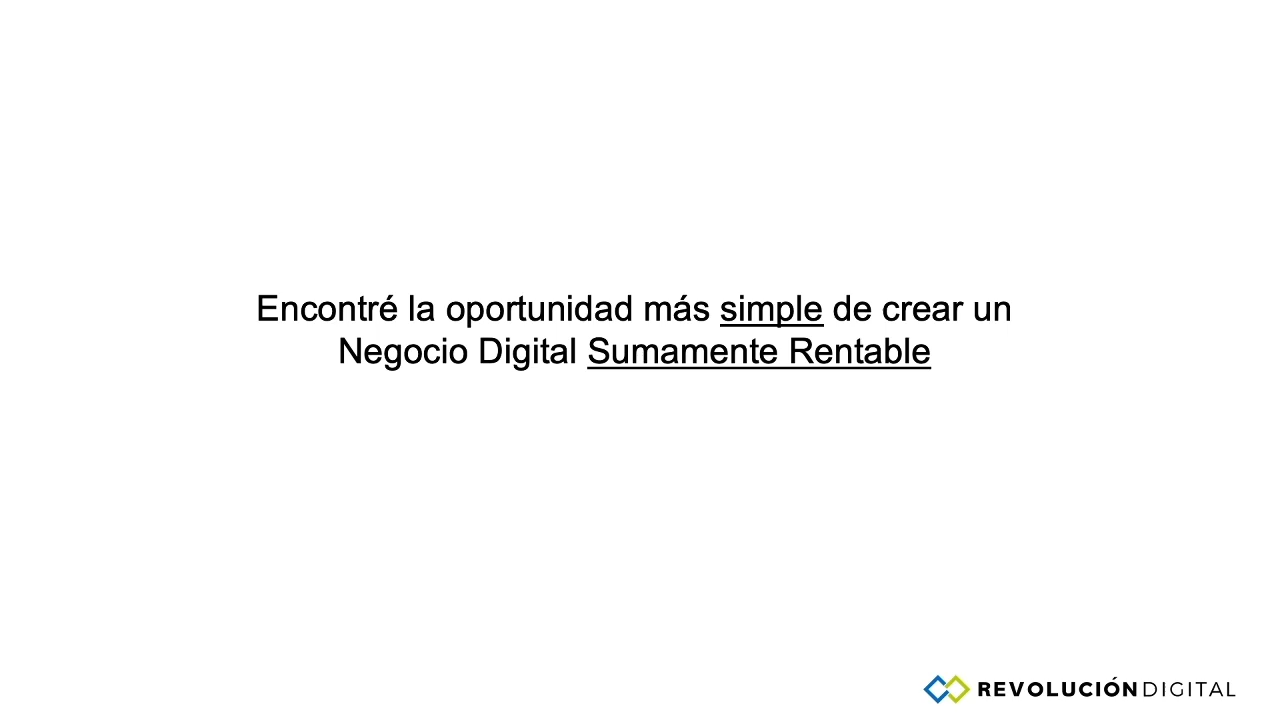 Encontré la oportunidad más simple de crear un
Negocio Digital Sumamente Rentable
REVOLUCIÓN DIGITAL